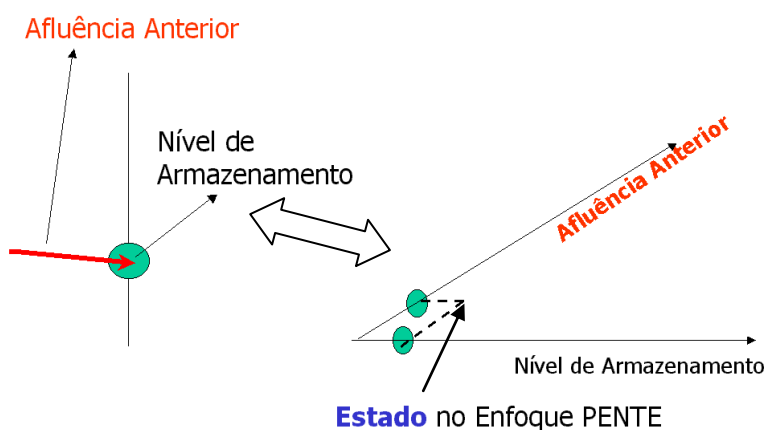 Afluência Anterior
Nível de
Armazenamento
Afluência Anterior
Nível de Armazenamento
Estado no Enfoque PENTE